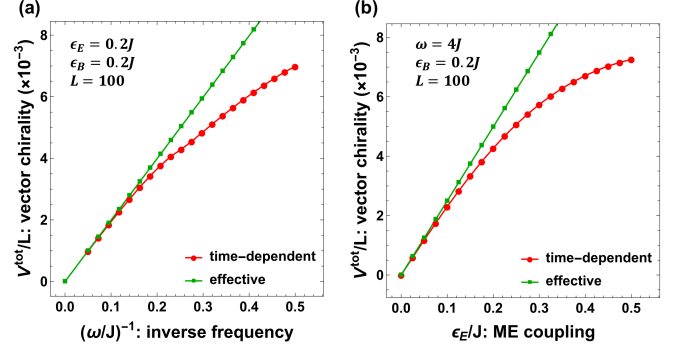 (a)
8
6
4
2
0
V^tot/L: vector chirality (×10⁻³)
ϵ_E = 0.2J
ϵ_B = 0.2J
L = 100
time-dependent
effective
0.0 0.1 0.2 0.3 0.4 0.5
(ω/J)⁻¹: inverse frequency
(b)
8
6
4
2
0
V^tot/L: vector chirality (×10⁻³)
ω = 4J
ϵ_B = 0.2J
L = 100
time-dependent
effective
0.0 0.1 0.2 0.3 0.4 0.5
ϵ_E/J: ME coupling